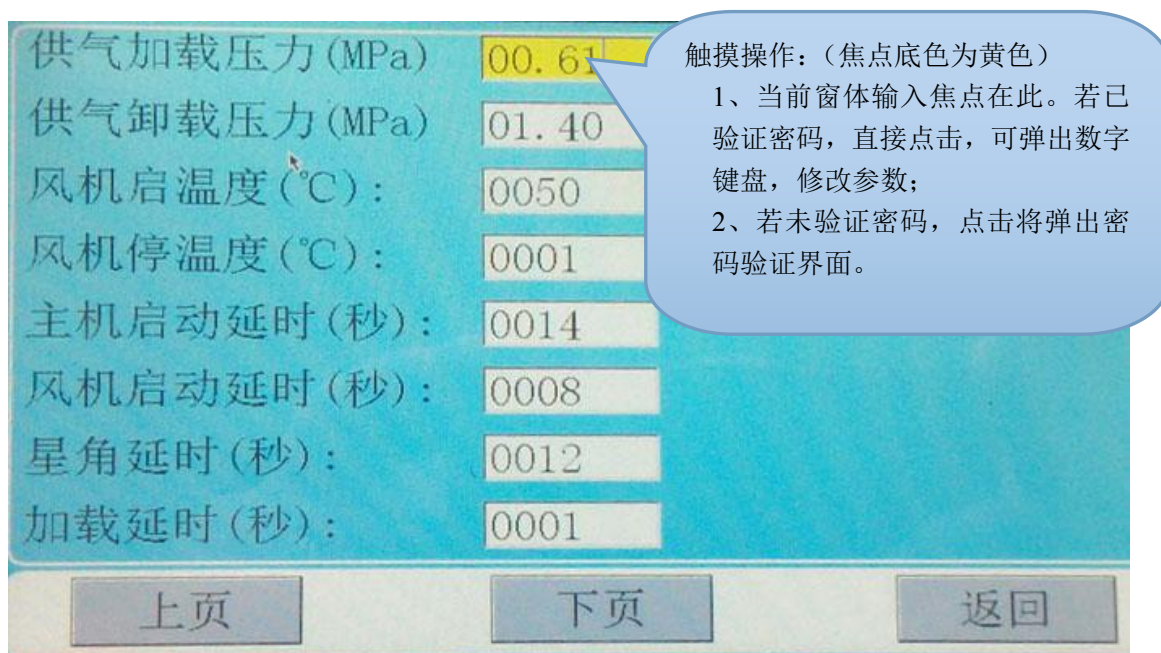 供气加载压力(MPa) 00.61
供气卸载压力(MPa) 01.40
风机启温度(℃): 0050
风机停温度(℃): 0001
主机启动延时(秒): 0014
风机启动延时(秒): 0008
星角延时(秒): 0012
加载延时(秒): 0001
上页 下页 返回
触摸操作:(焦点底色为黄色)
1、当前窗体输入焦点在此。若已
验证密码，直接点击，可弹出数字
键盘，修改参数；
2、若未验证密码，点击将弹出密
码验证界面。